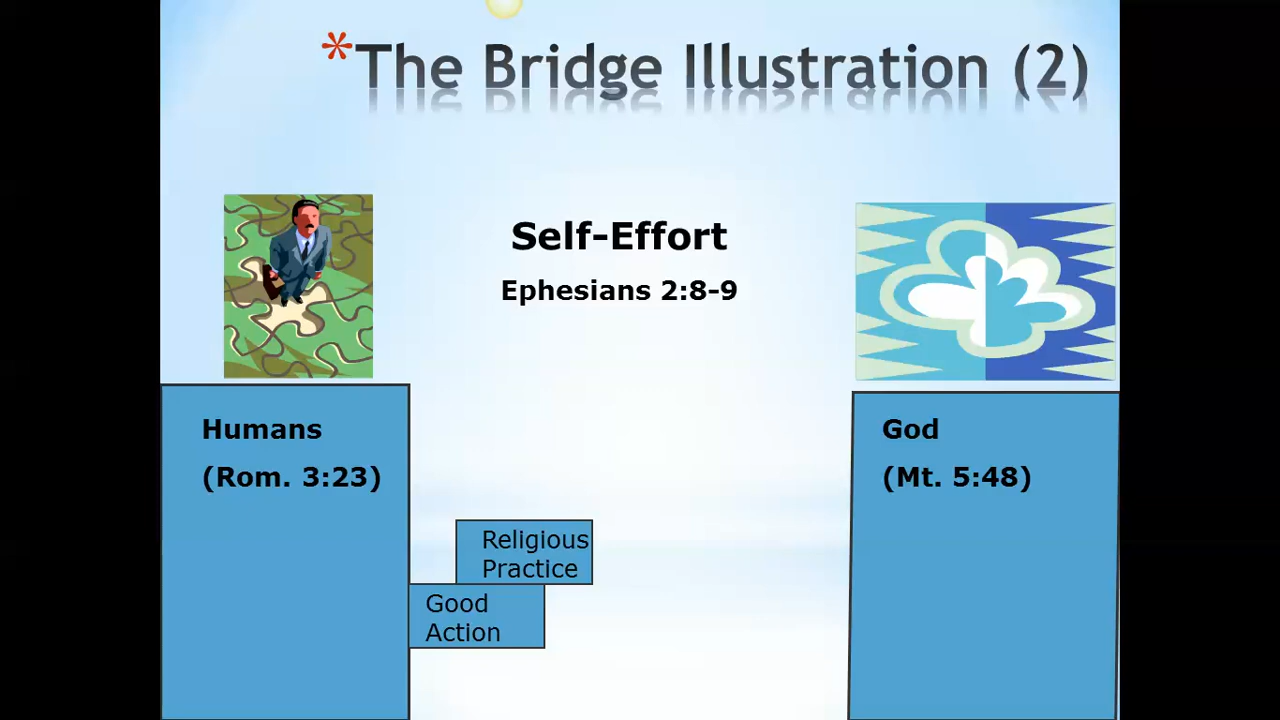 *The Bridge Illustration (2)
Self-Effort
Ephesians 2:8-9
Humans
(Rom. 3:23)
God
(Mt. 5:48)
Religious
Practice
Good
Action